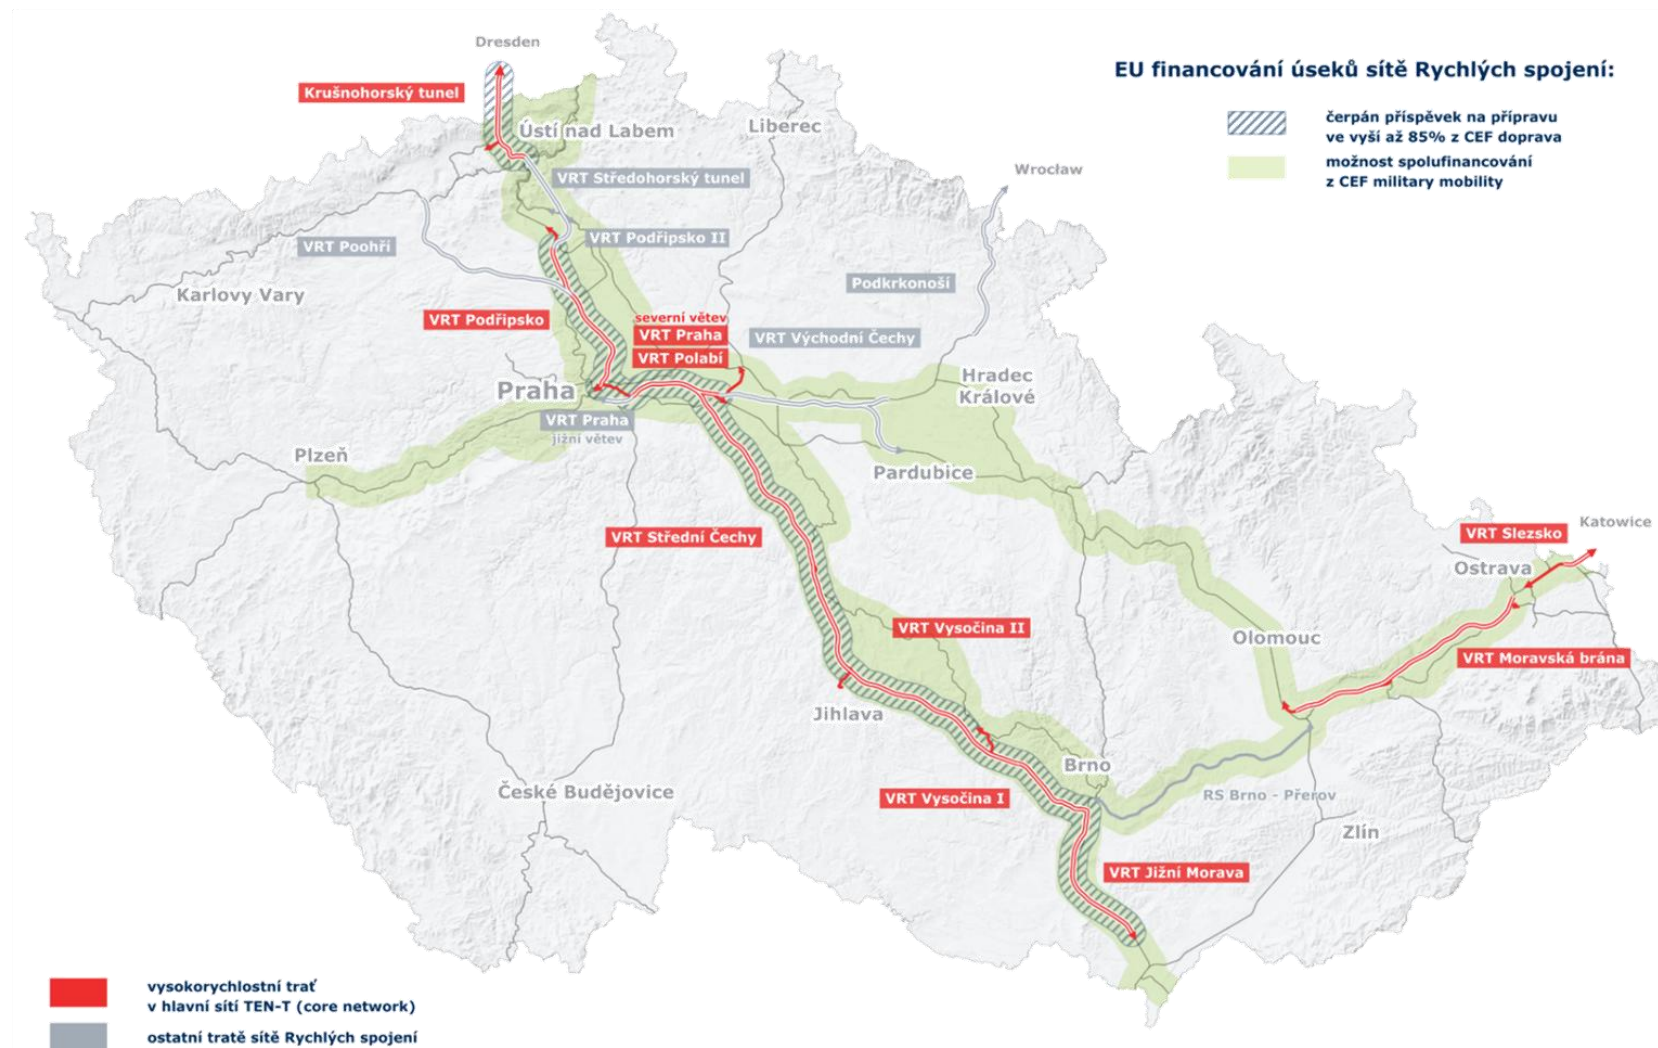 Dresden
EU financování úseků sítě Rychlých spojení:
Krušnohorský tunel
čerpán příspěvek na přípravu
ve vyší až 85% z CEF doprava
Ústí nad Labem
Liberec
možnost spolufinancování
z CEF military mobility
Wrocław
VRT Středohorský tunel
VRT Podřipsko II
VRT Poohří
Podkrkonoší
Karlovy Vary
VRT Podřipsko
severní větev
VRT Praha
VRT Východní Čechy
VRT Polabí
Praha
Hradec
Králové
VRT Praha
jižní větev
Plzeň
Pardubice
VRT Střední Čechy
VRT Slezsko
Katowice
Ostrava
VRT Vysočina II
Olomouc
VRT Moravská brána
Jihlava
Brno
České Budějovice
VRT Vysočina I
RS Brno - Přerov
Zlín
VRT Jižní Morava
vysokorychlostní trať
v hlavní sítí TEN-T (core network)
ostatní tratě sítě Rychlých spojení